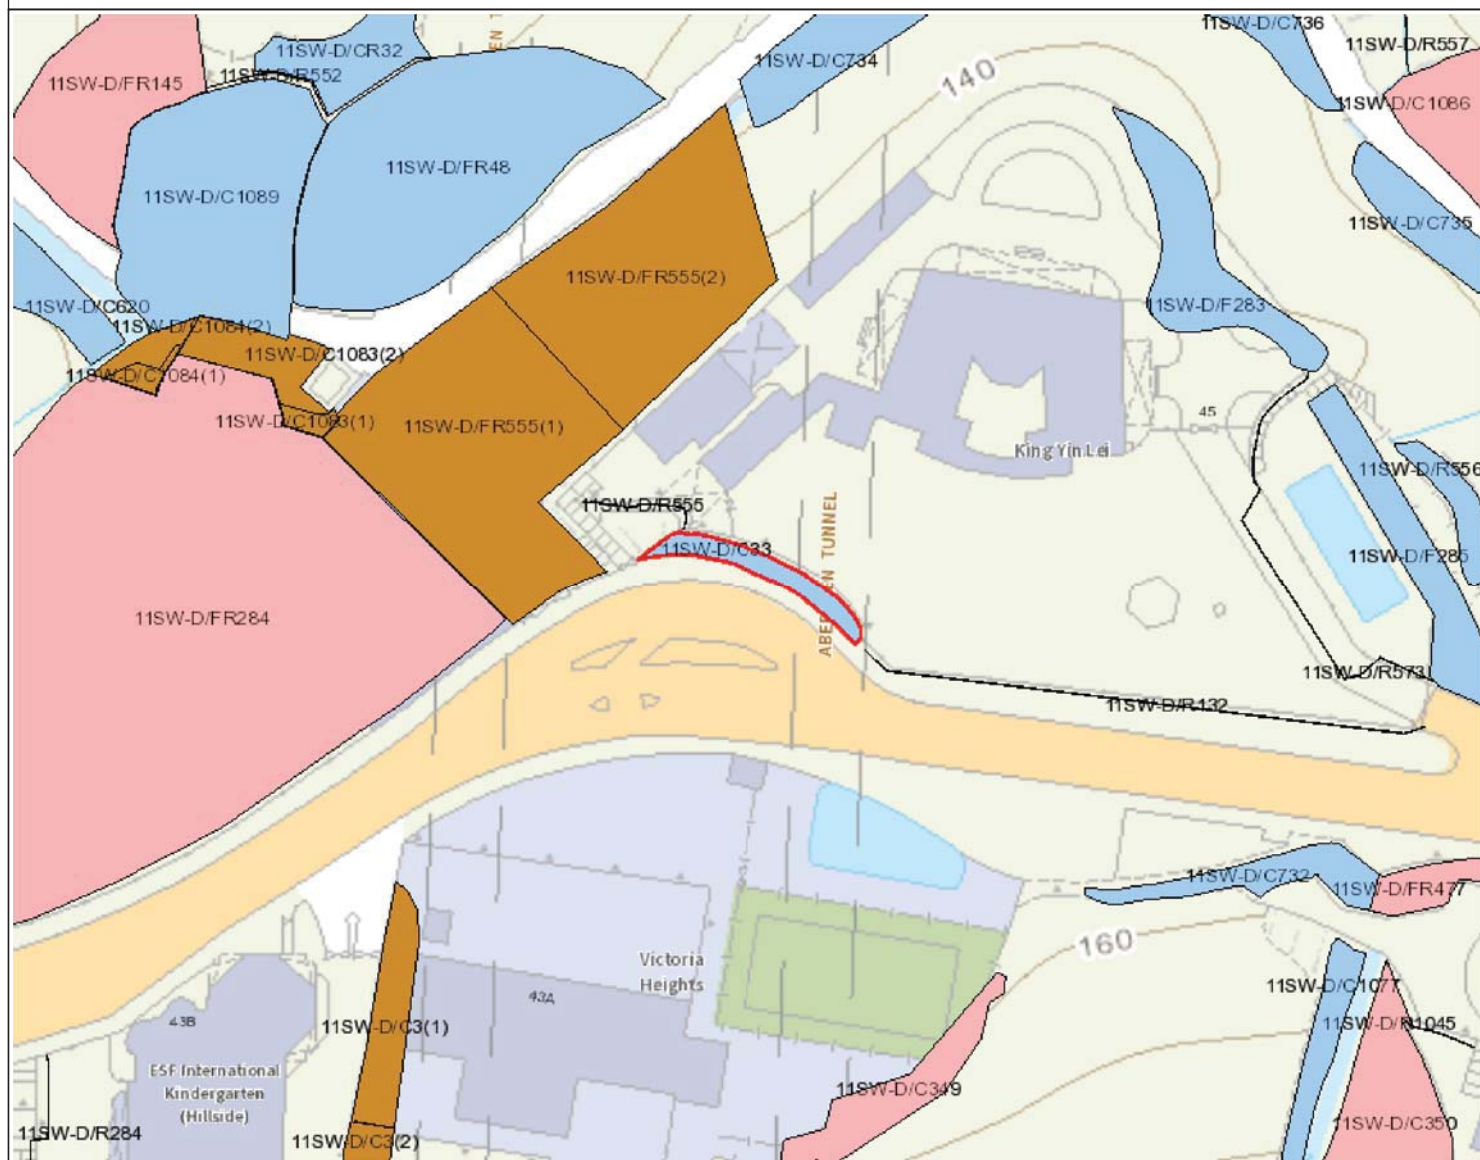 EN T
11SW-D/C736
11SW-D/CR32
11SW-D/R557
11SW-D/C734
11SW-D/R552
11SW-D/FR145
140
11SW-D/C1086
11SW-D/FR48
11SW-D/C1089
11SW-D/C735
11SW-D/FR555(2)
11SW-D/C620
11SW-D/F283
11SW-D/C1084(2)
11SW-D/C1083(2)
11SW-D/C1084(1)
45
11SW-D/C1083(1)
11SW-D/FR555(1)
King Yin Lei
11SW-D/R556
11SW-D/R555
11SW-D/C33
11SW-D/F285
ABERDEEN TUNNEL
11SW-D/FR284
11SW-D/R573
11SW-D/R132
11SW-D/C732
11SW-D/FR477
160
Victoria
Heights
43A
11SW-D/C1077
43B
11SW-D/C3(1)
11SW-D/R1045
ESF International
Kindergarten
(Hillside)
11SW-D/C349
11SW-D/R284
11SW-D/C3(2)
11SW-D/C350